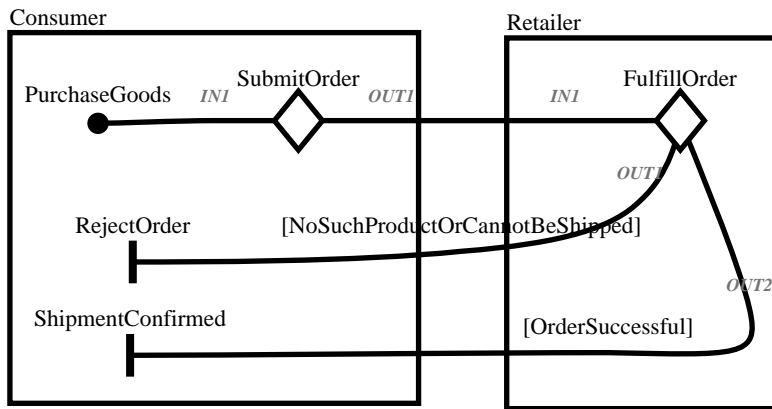 Consumer
Retailer
PurchaseGoods
IN1
SubmitOrder
OUT1
IN1
FulfillOrder
OUT1
RejectOrder
[NoSuchProductOrCannotBeShipped]
OUT2
ShipmentConfirmed
[OrderSuccessful]